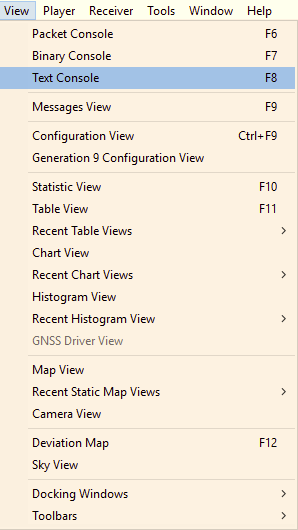 View Player Receiver Tools Window Help
Packet Console F6
Binary Console F7
Text Console F8
Messages View F9
Configuration View Ctrl+F9
Generation 9 Configuration View
Statistic View F10
Table View F11
Recent Table Views
Chart View
Recent Chart Views
Histogram View
Recent Histogram View
GNSS Driver View
Map View
Recent Static Map Views
Camera View
Deviation Map F12
Sky View
Docking Windows
Toolbars